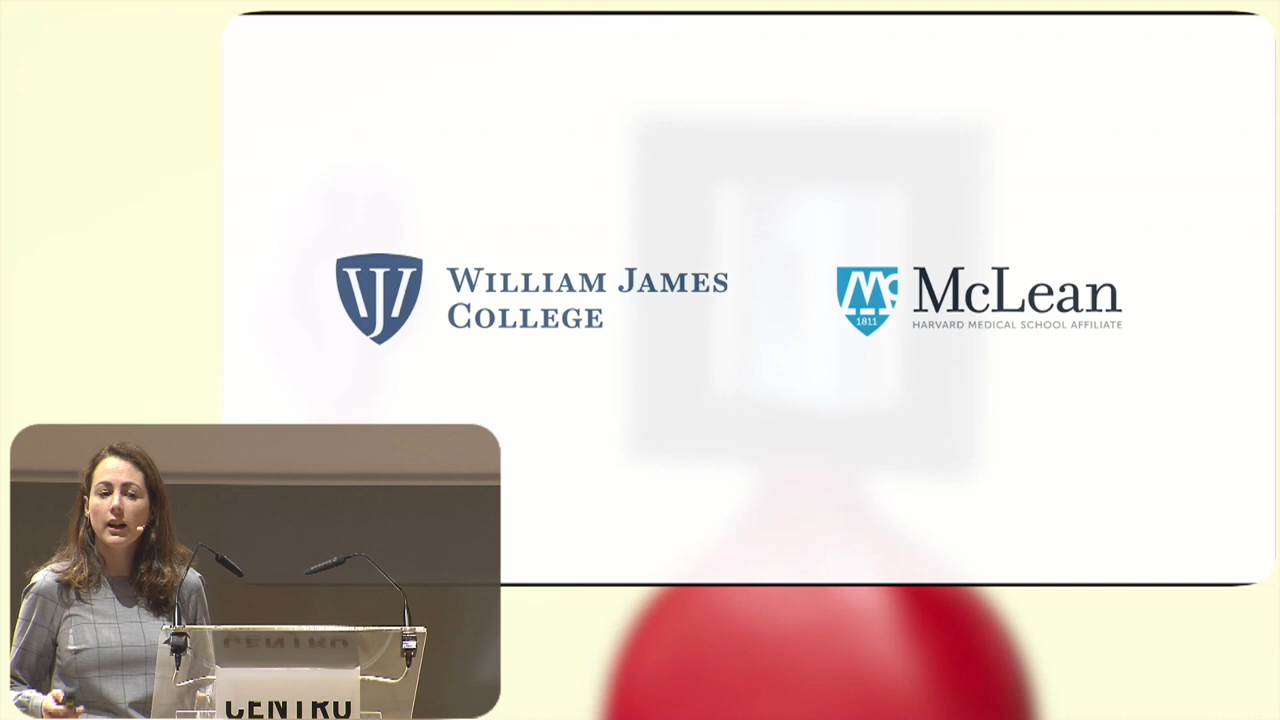 WILLIAM JAMES
COLLEGE
McLEAN
1811
HARVARD MEDICAL SCHOOL AFFILIATE
CENTRO